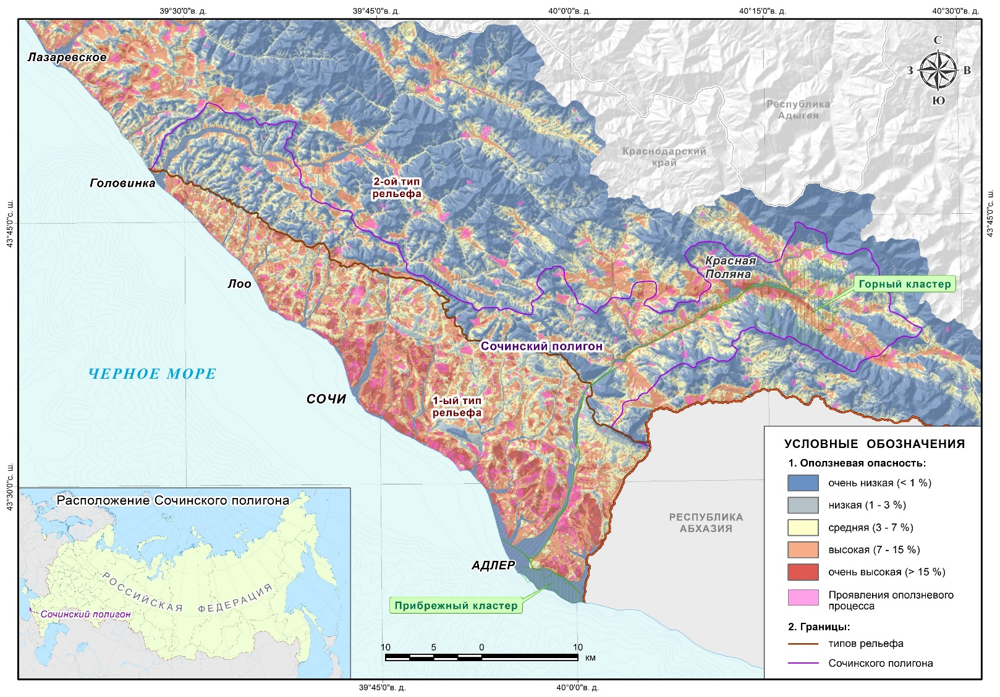 39°30'0"в. д.
39°45'0"в. д.
40°0'0"в. д.
40°15'0"в. д.
40°30'0"в. д.
С
З
В
Ю
Лазаревское
Республика
Адыгея
Краснодарский
край
Головинка
2-ой тип
рельефа
43°45'0"с. ш.
43°45'0"с. ш.
Красная
Поляна
Лоо
Горный кластер
Сочинский полигон
ЧЕРНОЕ МОРЕ
СОЧИ
1-ый тип
рельефа
43°30'0"с. ш.
РЕСПУБЛИКА
АБХАЗИЯ
АДЛЕР
Прибрежный кластер
УСЛОВНЫЕ ОБОЗНАЧЕНИЯ
1. Оползневая опасность:
очень низкая (< 1 %)
низкая (1 - 3 %)
средняя (3 - 7 %)
высокая (7 - 15 %)
очень высокая (> 15 %)
Проявления оползневого
процесса
2. Границы:
типов рельефа
Сочинского полигона
Расположение Сочинского полигона
РОССИЙСКАЯ ФЕДЕРАЦИЯ
Сочинский полигон
10 5 0 10
км
39°45'0"в. д.
40°0'0"в. д.